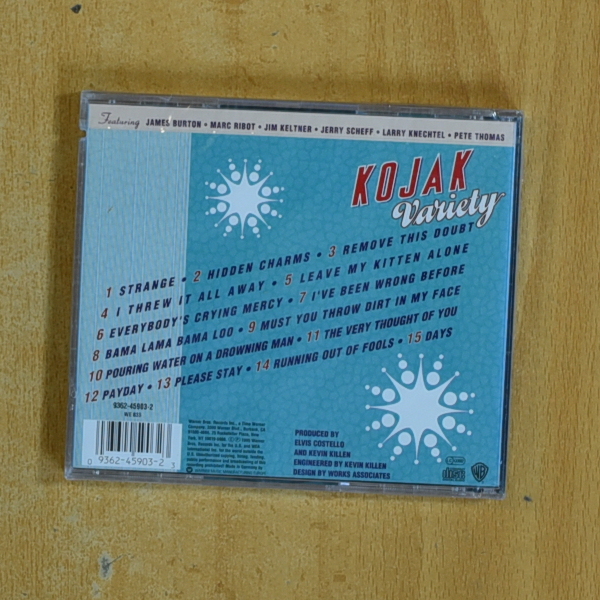 Featuring JAMES BURTON • MARC RIBOT • JIM KELTNER • JERRY SCHEFF • LARRY KNECHTEL • PETE THOMAS
KOJAK
Variety
1 STRANGE • 2 HIDDEN CHARMS • 3 REMOVE THIS DOUBT
4 I THREW IT ALL AWAY • 5 LEAVE MY KITTEN ALONE
6 EVERYBODY'S CRYING MERCY • 7 I'VE BEEN WRONG BEFORE
8 BAMA LAMA BAMA LOO • 9 MUST YOU THROW DIRT IN MY FACE
10 POURING WATER ON A DROWNING MAN • 11 THE VERY THOUGHT OF YOU
12 PAYDAY • 13 PLEASE STAY • 14 RUNNING OUT OF FOOLS • 15 DAYS
9362-45903-2
0 9362-45903-2 3
PRODUCED BY
ELVIS COSTELLO
AND KEVIN KILLEN
ENGINEERED BY KEVIN KILLEN
DESIGN BY WORKS ASSOCIATES